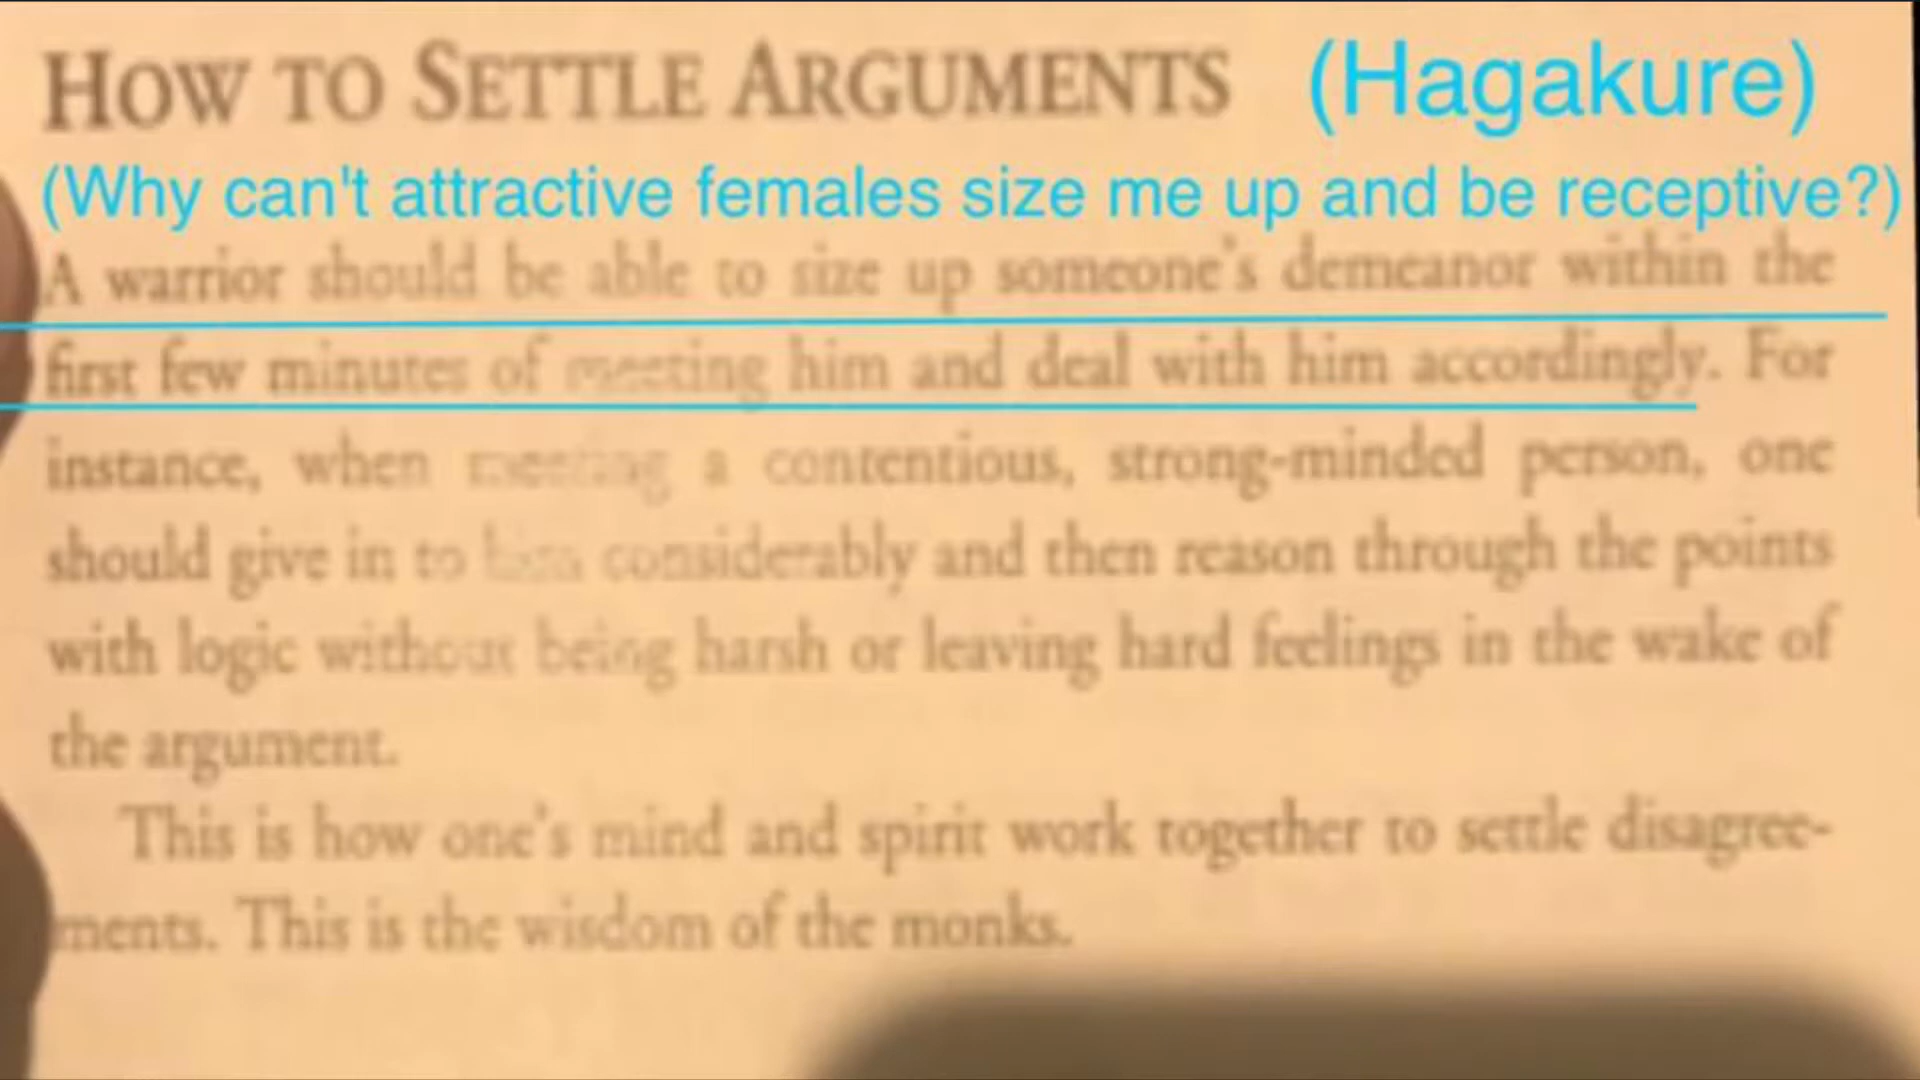 HOW TO SETTLE ARGUMENTS (Hagakure)
(Why can't attractive females size me up and be receptive?)
A warrior should be able to size up someone's demeanor within the
first few minutes of meeting him and deal with him accordingly. For
instance, when meeting a contentious, strong-minded person, one
should give in to him considerably and then reason through the points
with logic without being harsh or leaving hard feelings in the wake of
the argument.
This is how one's mind and spirit work together to settle disagree-
ments. This is the wisdom of the monks.